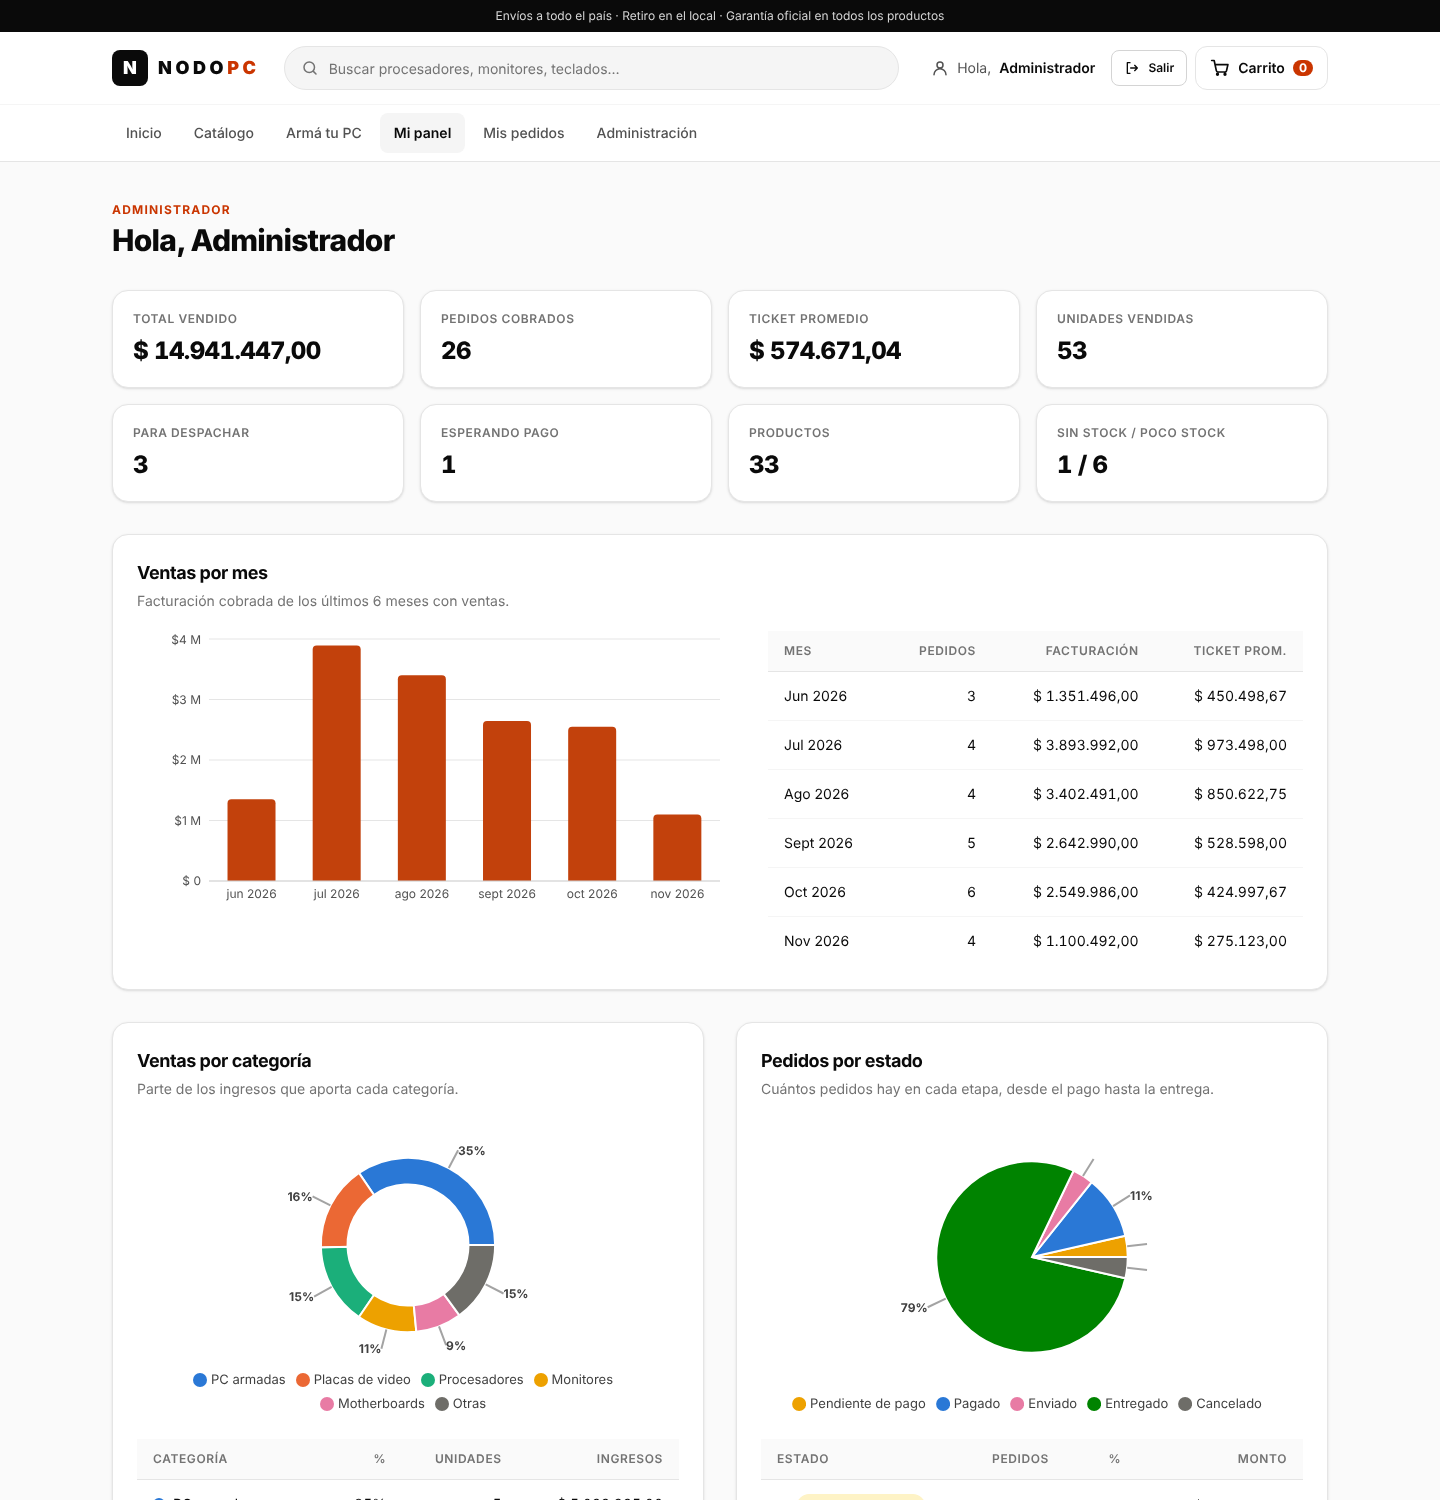 Envíos a todo el país · Retiro en el local · Garantía oficial en todos los productos
N NODOPC
Buscar procesadores, monitores, teclados...
Hola, Administrador
Salir
Carrito 0
Inicio Catálogo Armá tu PC Mi panel Mis pedidos Administración
ADMINISTRADOR
Hola, Administrador
TOTAL VENDIDO
$ 14.941.447,00
PEDIDOS COBRADOS
26
TICKET PROMEDIO
$ 574.671,04
UNIDADES VENDIDAS
53
PARA DESPACHAR
3
ESPERANDO PAGO
1
PRODUCTOS
33
SIN STOCK / POCO STOCK
1 / 6
Ventas por mes
Facturación cobrada de los últimos 6 meses con ventas.
$4 M
$3 M
$2 M
$1 M
$ 0
jun 2026 jul 2026 ago 2026 sept 2026 oct 2026 nov 2026
MES PEDIDOS FACTURACIÓN TICKET PROM.
Jun 2026 3 $ 1.351.496,00 $ 450.498,67
Jul 2026 4 $ 3.893.992,00 $ 973.498,00
Ago 2026 4 $ 3.402.491,00 $ 850.622,75
Sept 2026 5 $ 2.642.990,00 $ 528.598,00
Oct 2026 6 $ 2.549.986,00 $ 424.997,67
Nov 2026 4 $ 1.100.492,00 $ 275.123,00
Ventas por categoría
Parte de los ingresos que aporta cada categoría.
35%
16%
15%
15%
11%
9%
PC armadas Placas de video Procesadores Monitores
Motherboards Otras
CATEGORÍA % UNIDADES INGRESOS
Pedidos por estado
Cuántos pedidos hay en cada etapa, desde el pago hasta la entrega.
11%
79%
Pendiente de pago Pagado Enviado Entregado Cancelado
ESTADO PEDIDOS % MONTO